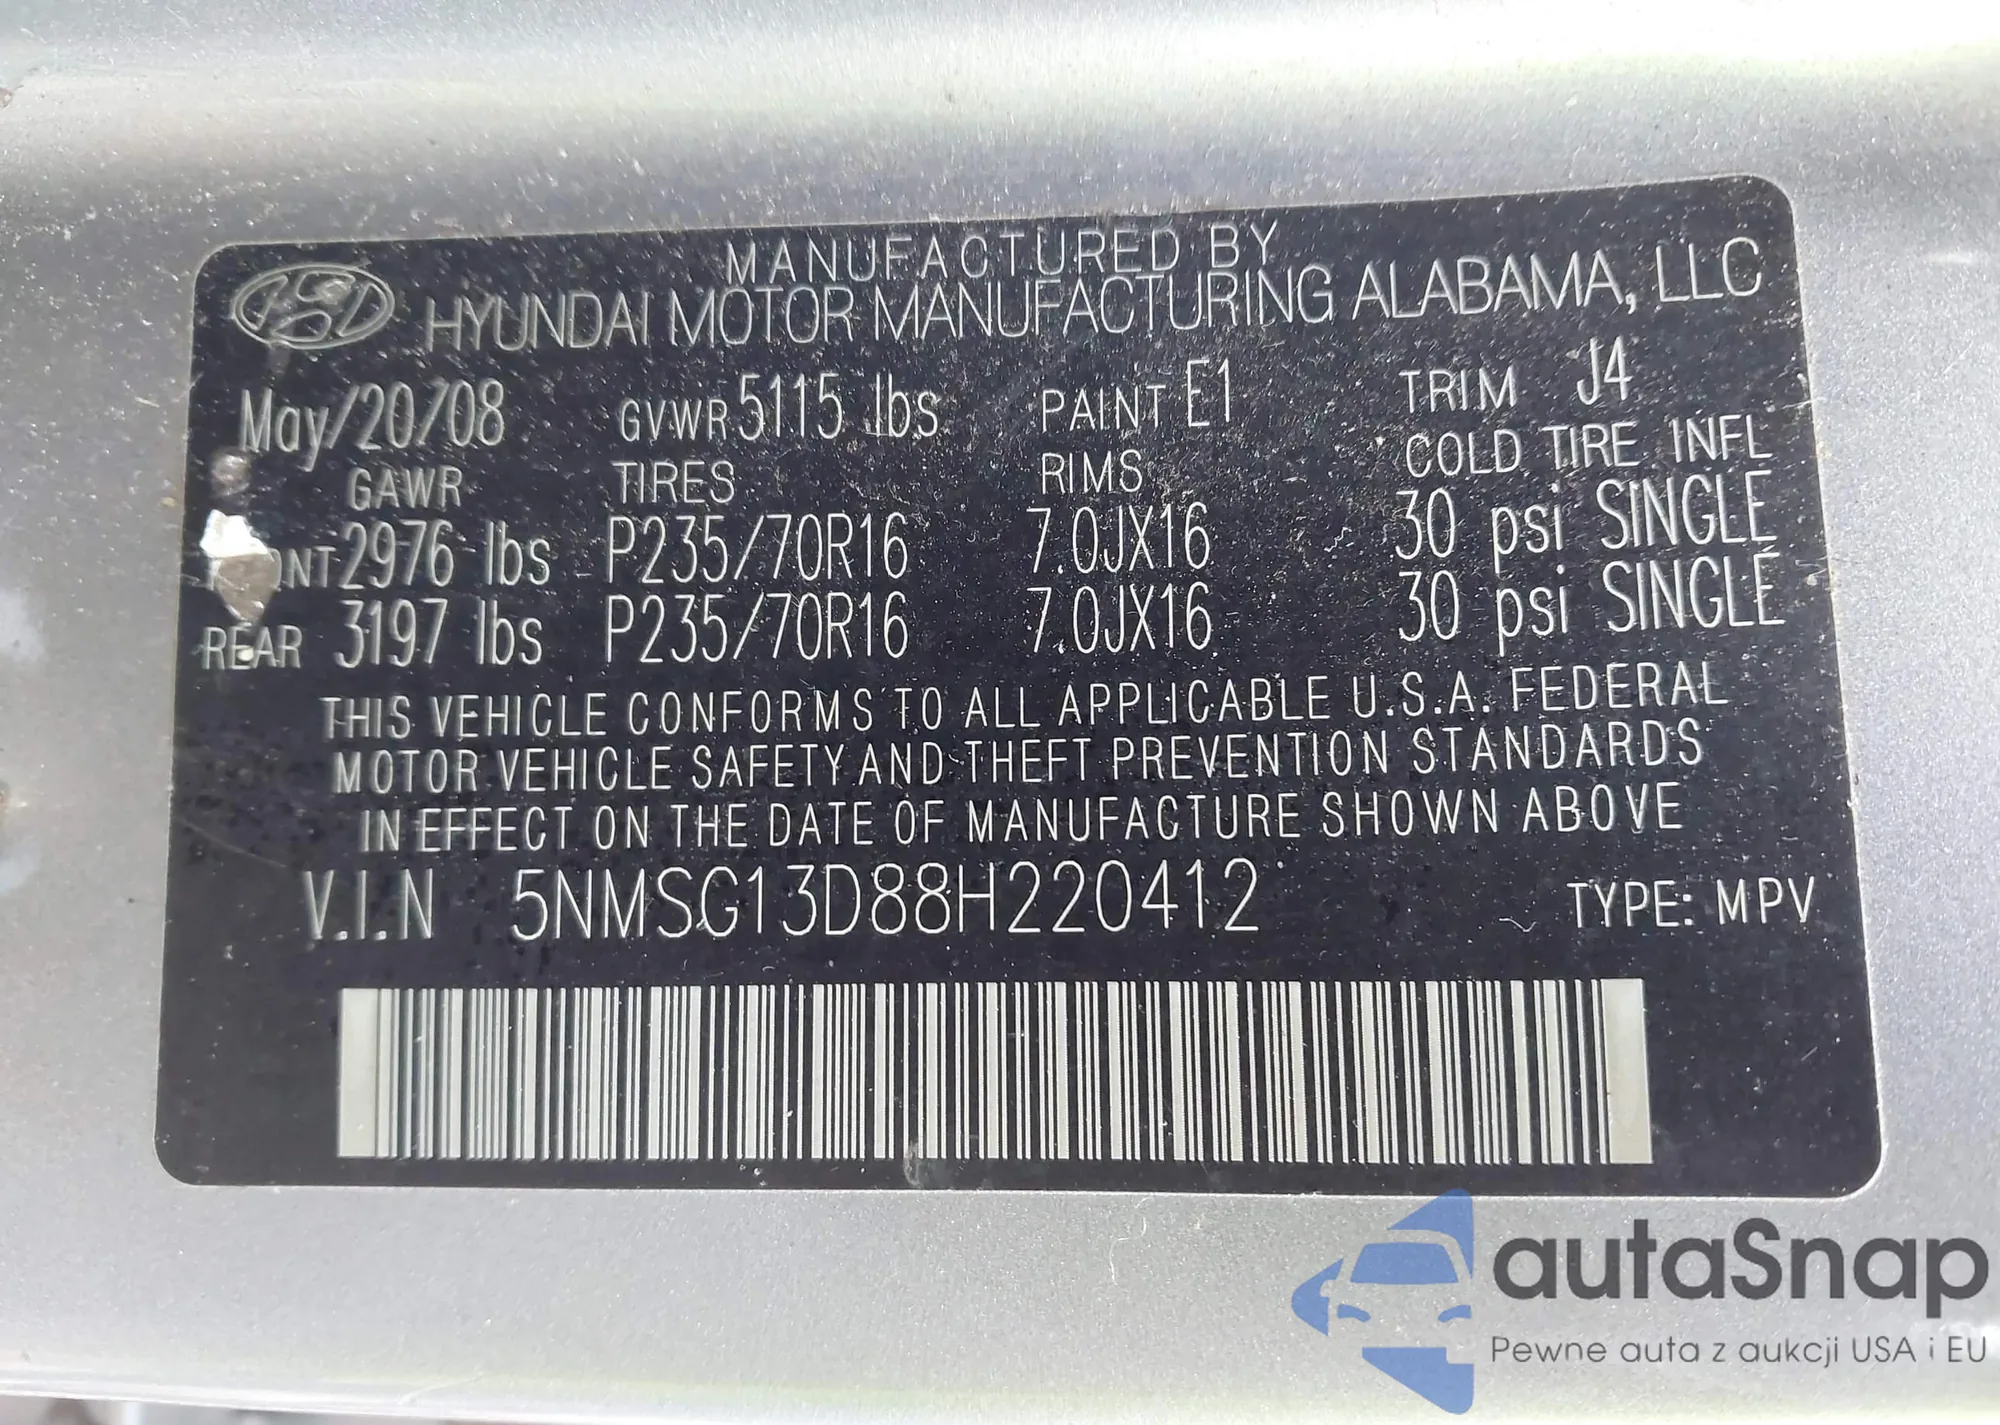 MANUFACTURED BY
HYUNDAI MOTOR MANUFACTURING ALABAMA, LLC
May/20/08 GVWR 5115 lbs PAINT E1 TRIM J4
GAWR TIRES RIMS COLD TIRE INFL
2976 lbs P235/70R16 7.0JX16 30 psi SINGLE
REAR 3197 lbs P235/70R16 7.0JX16 30 psi SINGLE
THIS VEHICLE CONFORMS TO ALL APPLICABLE U.S.A. FEDERAL
MOTOR VEHICLE SAFETY AND THEFT PREVENTION STANDARDS
IN EFFECT ON THE DATE OF MANUFACTURE SHOWN ABOVE
V.I.N 5NMSG13D88H220412 TYPE: MPV
autaSnap
Pewne auta z aukcji USA i EU